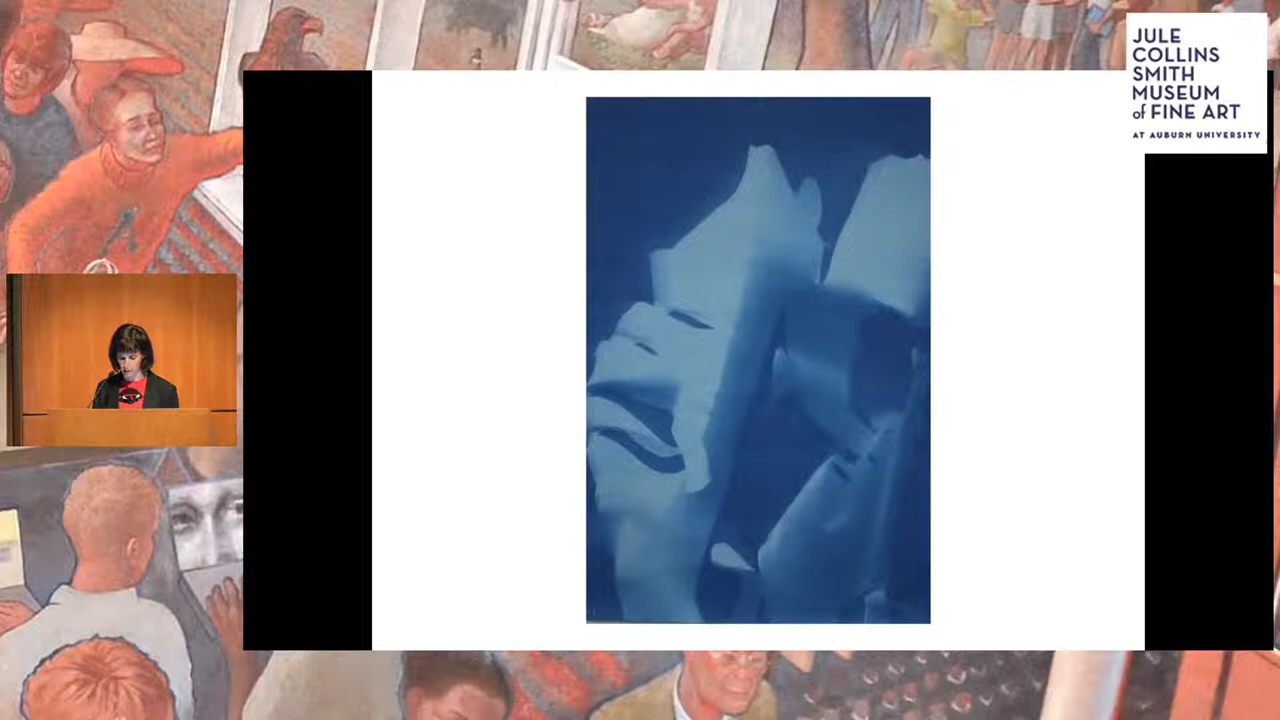 JULE
COLLINS
SMITH
MUSEUM
of FINE ART
AT AUBURN UNIVERSITY
A